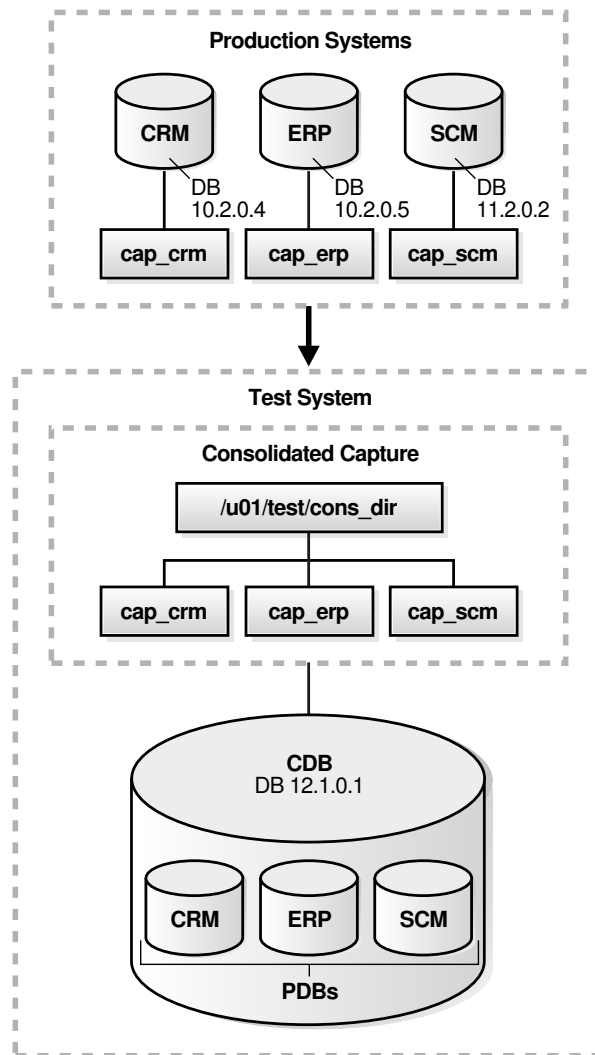 Production Systems
CRM
ERP
SCM
DB
10.2.0.4
DB
10.2.0.5
DB
11.2.0.2
cap_crm
cap_erp
cap_scm
Test System
Consolidated Capture
/u01/test/cons_dir
cap_crm
cap_erp
cap_scm
CDB
DB 12.1.0.1
CRM
ERP
SCM
PDBs